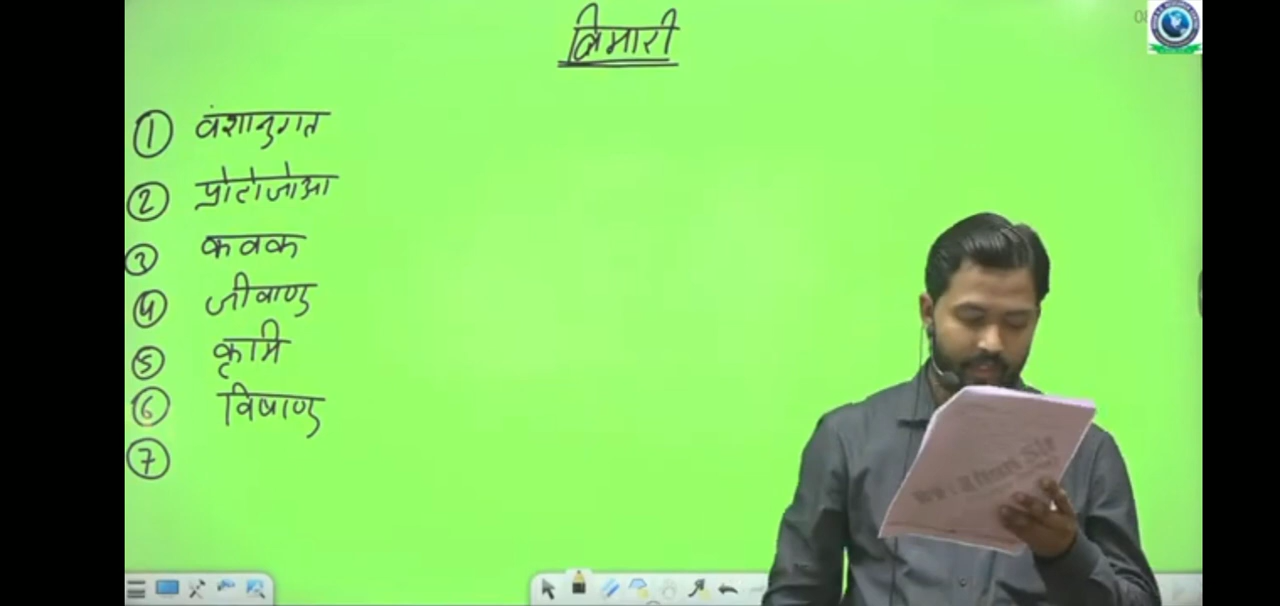 बिमारी
① वंशानुगत
② प्रोटोजोआ
③ कवक
④ जीवाणु
⑤ कृमि
⑥ विषाणु
⑦